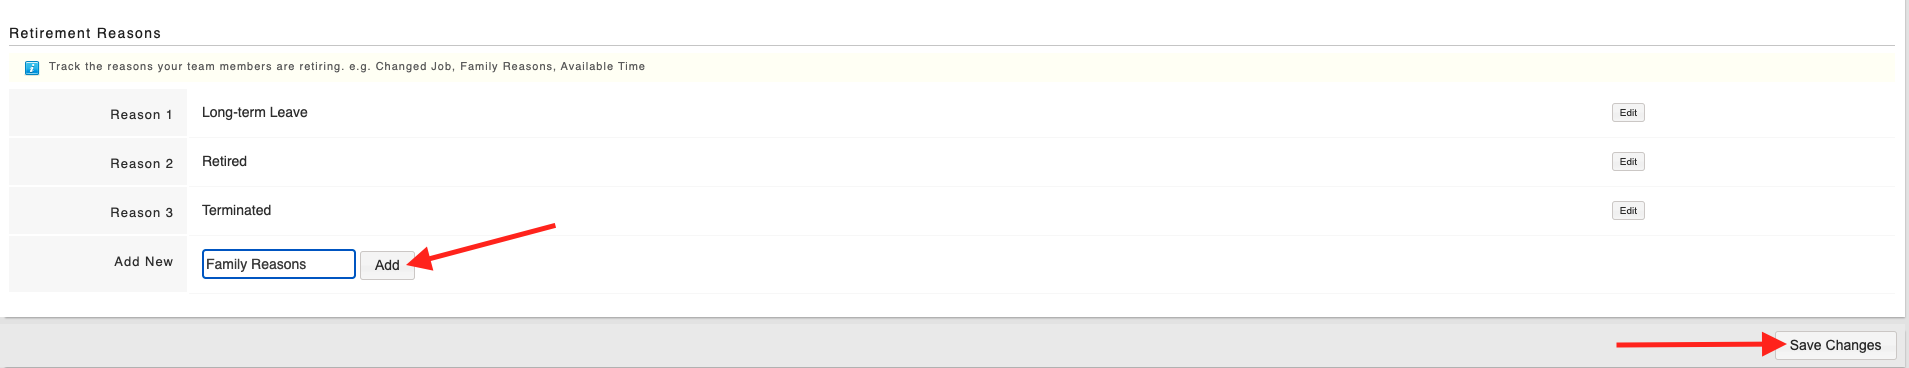 Retirement Reasons
Track the reasons your team members are retiring. e.g. Changed Job, Family Reasons, Available Time
Reason 1 Long-term Leave Edit
Reason 2 Retired Edit
Reason 3 Terminated Edit
Add New Family Reasons Add
Save Changes